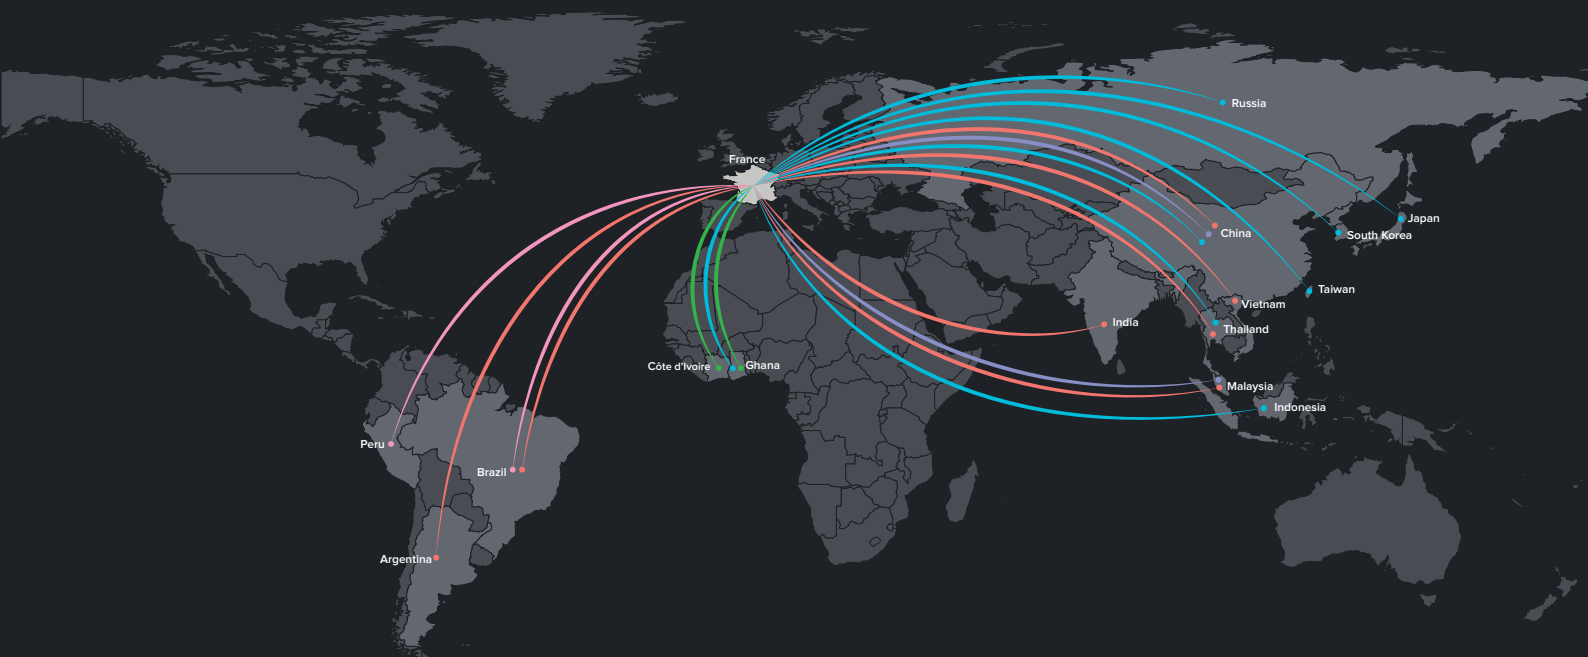 Russia
France
Japan
China
South Korea
Taiwan
Vietnam
India
Thailand
Côte d'Ivoire
Ghana
Malaysia
Indonesia
Peru
Brazil
Argentina